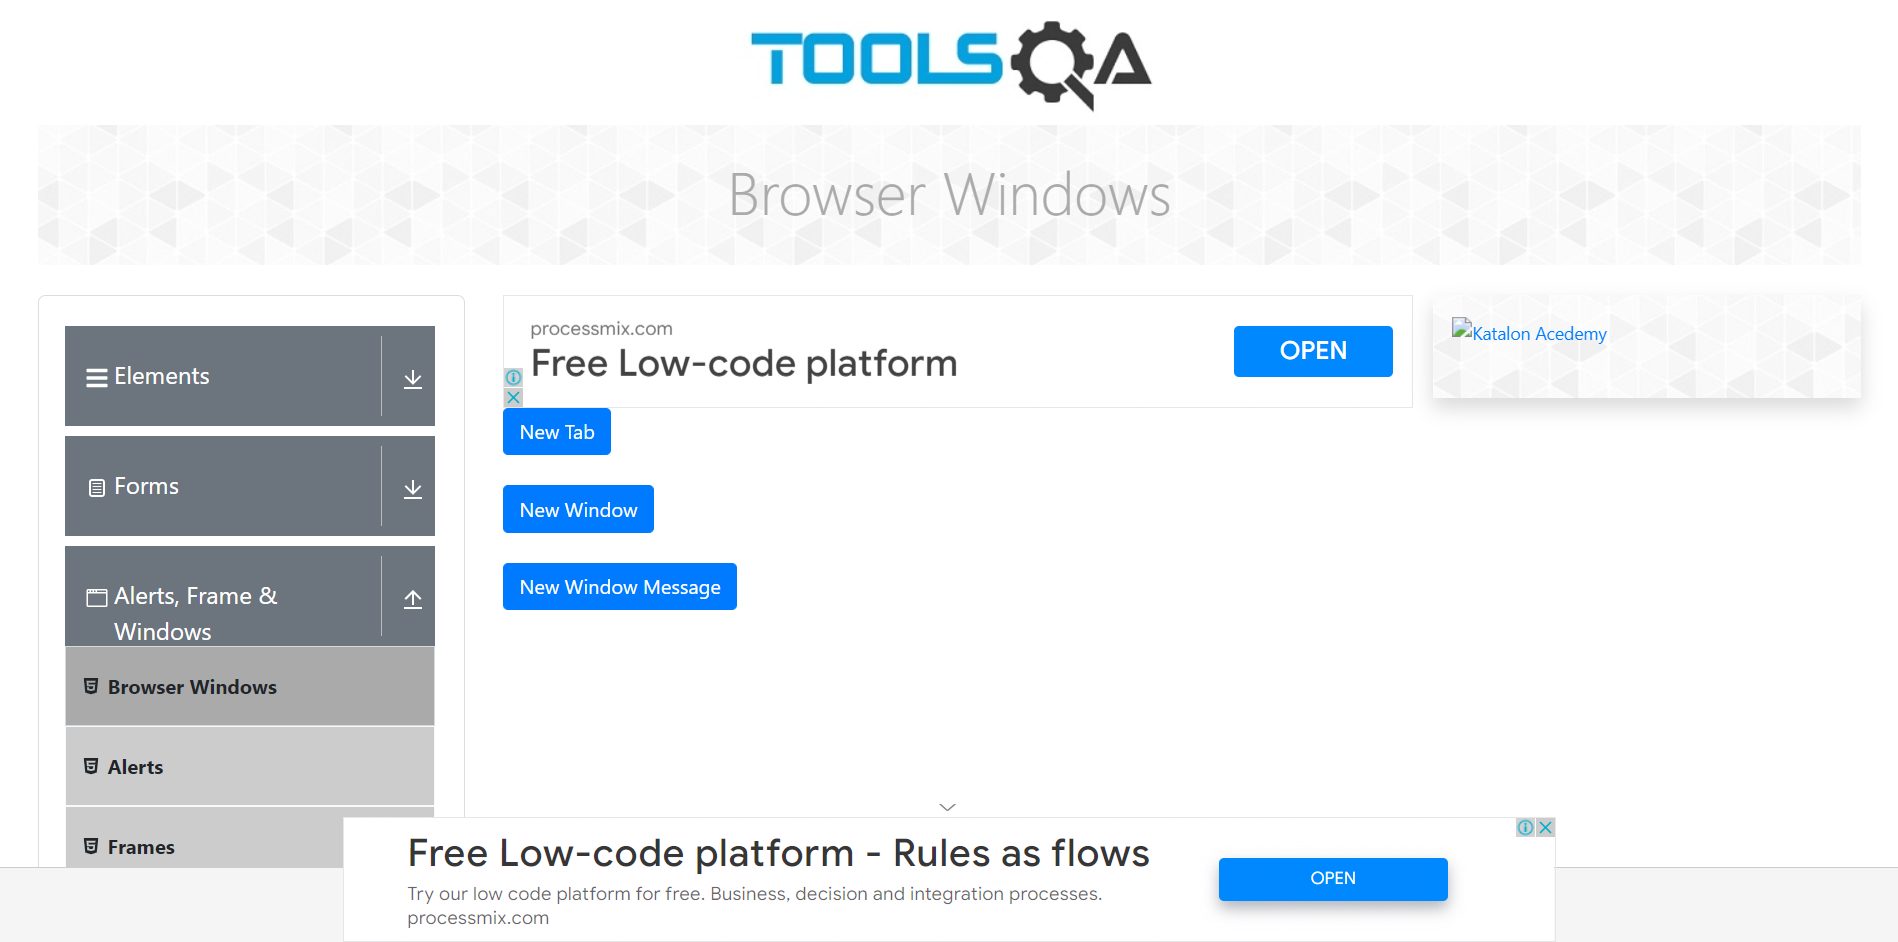 TOOLSQA
Browser Windows
Elements
Forms
Alerts, Frame &
Windows
Browser Windows
Alerts
Frames
processmix.com
Free Low-code platform
OPEN
New Tab
New Window
New Window Message
Katalon Acedemy
Free Low-code platform - Rules as flows
Try our low code platform for free. Business, decision and integration processes.
processmix.com
OPEN